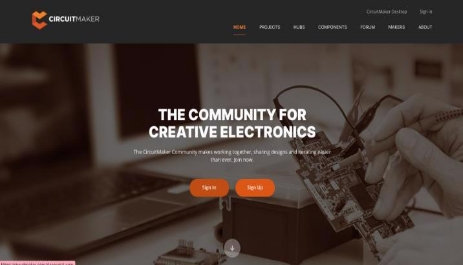 CIRCUITMAKER
CircuitMaker Desktop Sign In
HOME PROJECTS HUBS COMPONENTS FORUM MAKERS ABOUT
THE COMMUNITY FOR
CREATIVE ELECTRONICS
The CircuitMaker Community makes working together, sharing designs and iterating easier
than ever. Join now.
Sign In Sign Up